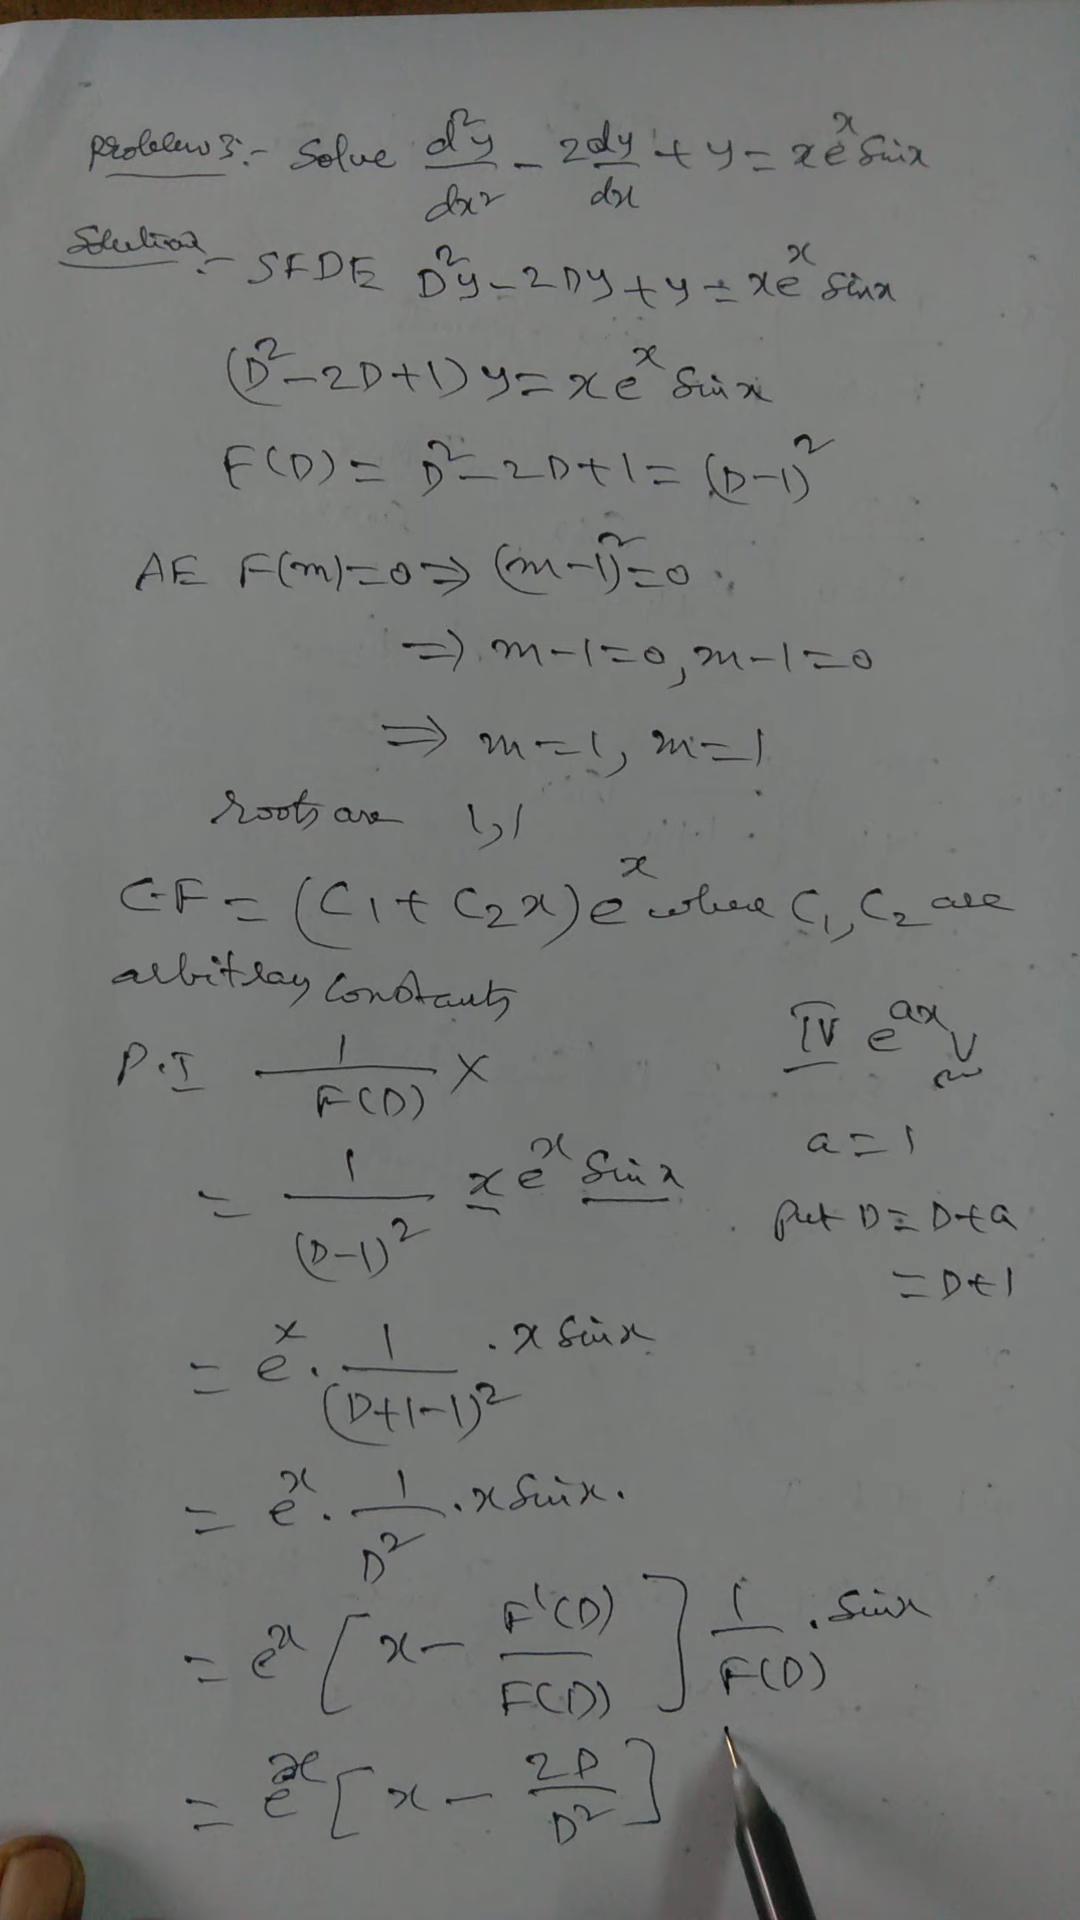 Problem 3:- Solve d²y/dx² - 2dy/dx + y = xe^x Sinx
Solution:- SFDE D²y-2Dy+y = xe^x Sinx
(D²-2D+1)y = xe^x Sinx
F(D) = D²-2D+1 = (D-1)²
AE F(m)=0 ⇒ (m-1)²=0
⇒ m-1=0, m-1=0
⇒ m=1, m=1
roots are 1,1
C.F = (C₁+C₂x)e^x where C₁, C₂ are
arbitray constants
IV e^ax V
P.I 1/F(D) X
a=1
= 1/(D-1)² xe^x Sinx
put D = D+a
= D+1
= e^x . 1/(D+1-1)² . x Sinx
= e^x . 1/D² . x Sinx.
= e^x [x - F'(D)/F(D)] 1/F(D) . Sinx
= e^x [x - 2D/D²]